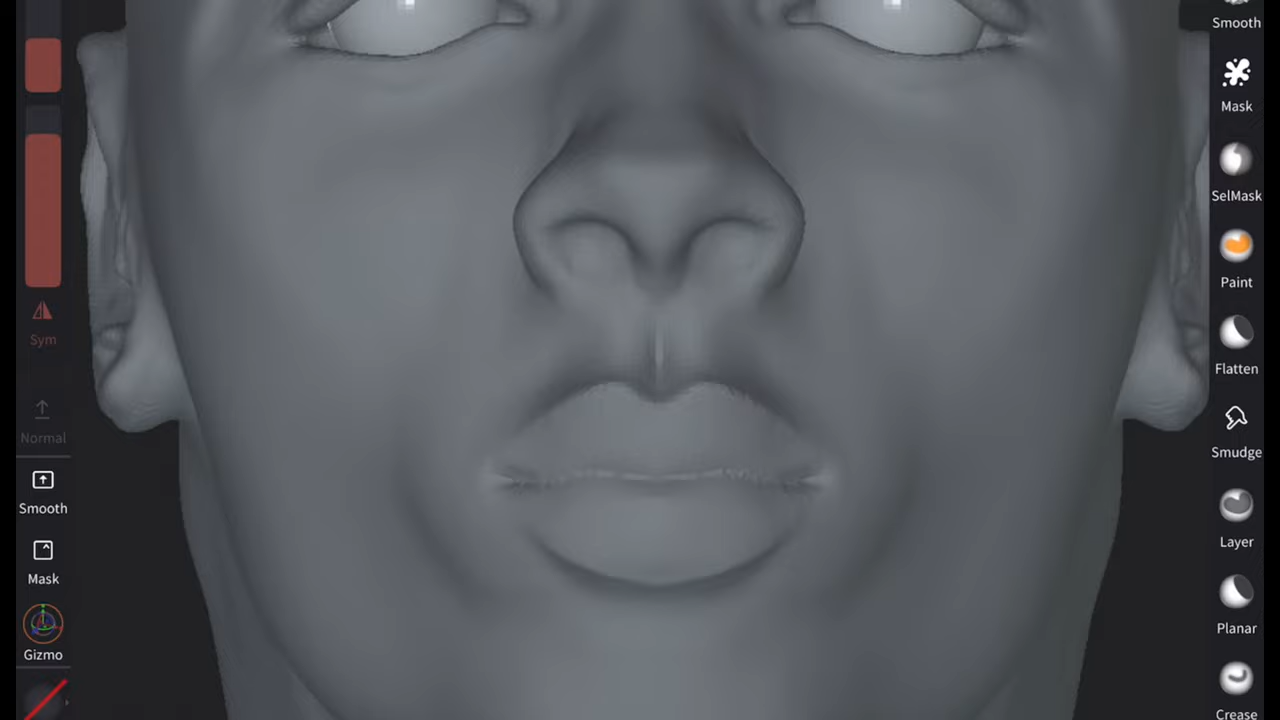 Sym
Normal
Smooth
Mask
Gizmo
Smooth
Mask
SelMask
Paint
Flatten
Smudge
Layer
Planar
Crease